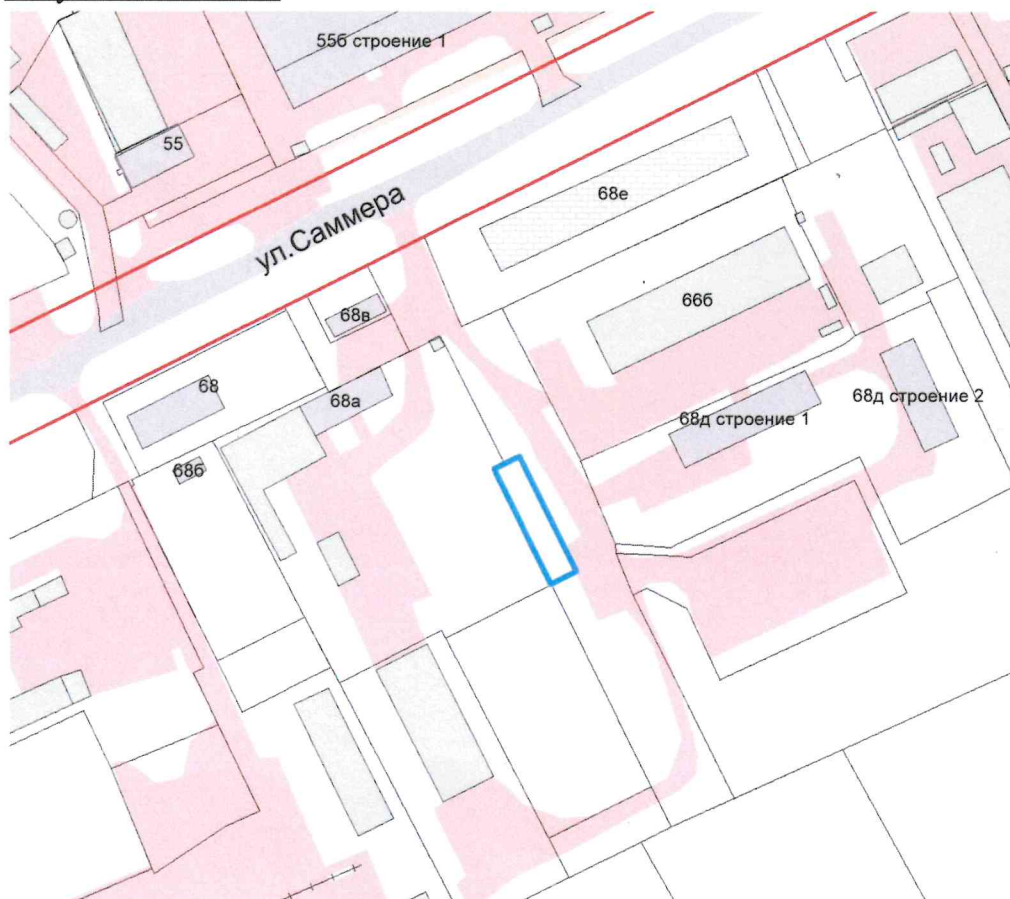 55б строение 1
55
68е
ул.Саммера
66б
68в
68
68а
68д строение 2
68д строение 1
68б